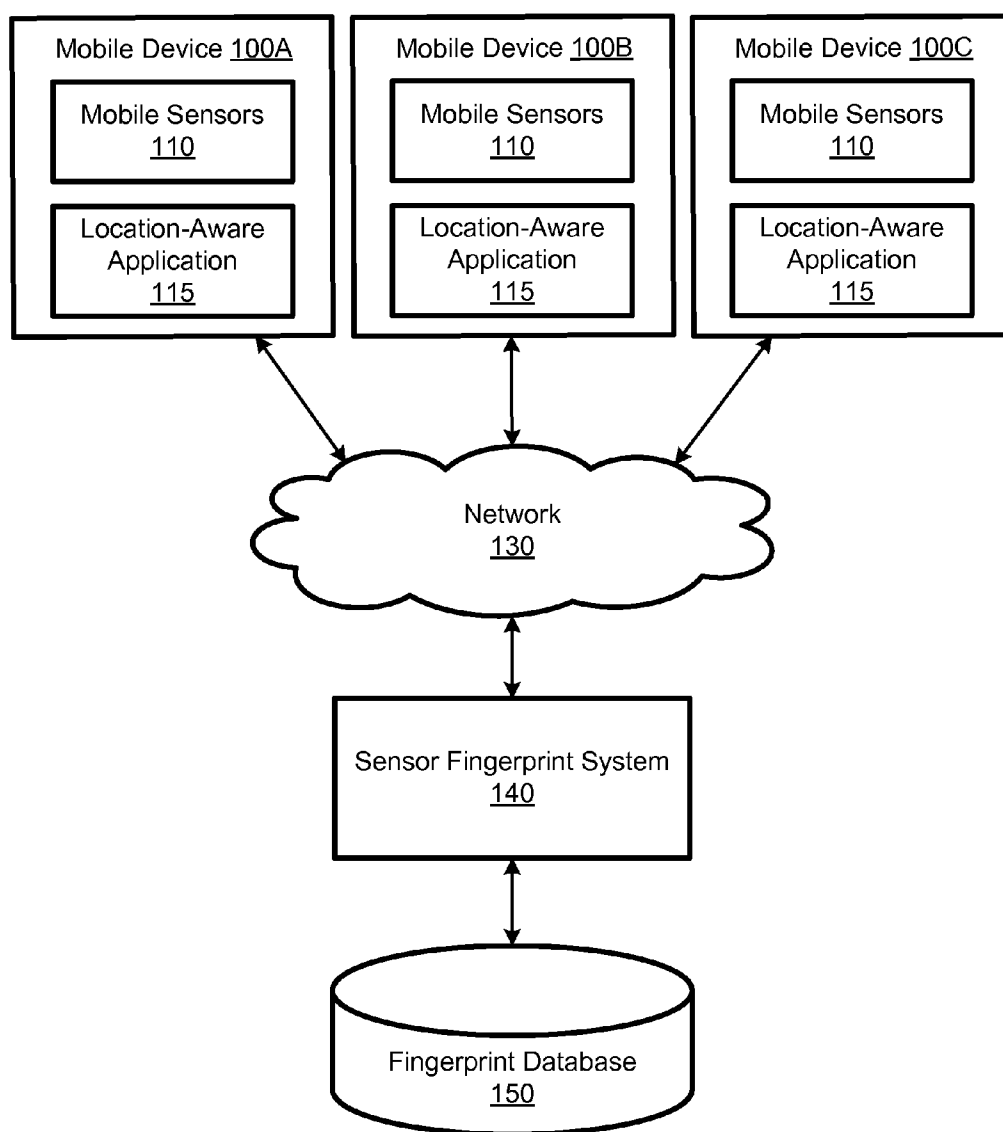 Mobile Device 100A
Mobile Sensors
110
Location-Aware
Application
115
Mobile Device 100B
Mobile Sensors
110
Location-Aware
Application
115
Mobile Device 100C
Mobile Sensors
110
Location-Aware
Application
115
Network
130
Sensor Fingerprint System
140
Fingerprint Database
150